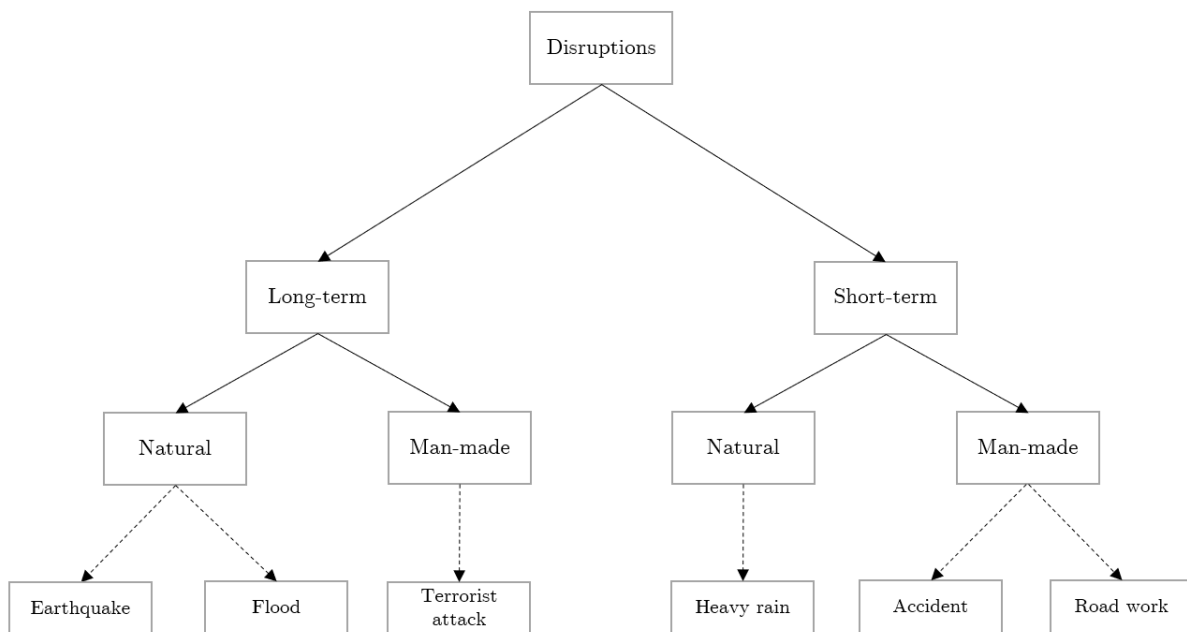 Disruptions
Long-term
Short-term
Natural
Man-made
Natural
Man-made
Earthquake
Flood
Terrorist
attack
Heavy rain
Accident
Road work